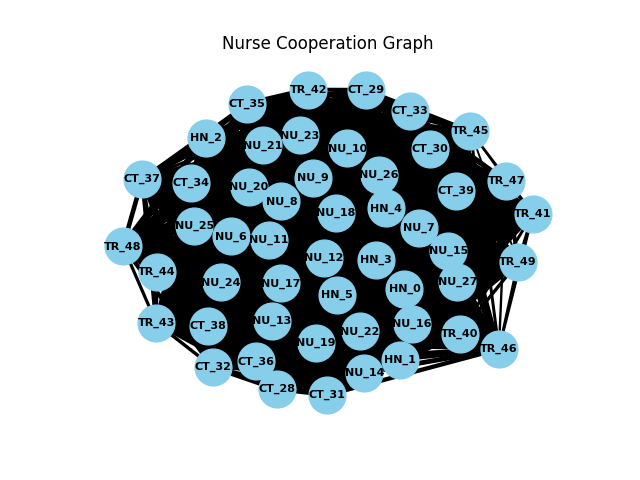 Nurse Cooperation Graph
TR_42
CT_29
CT_35
CT_33
TR_45
HN_2
NU_23
NU_21
NU_10
CT_30
CT_37
CT_34
NU_20
NU_9
NU_26
TR_47
CT_39
NU_8
HN_4
NU_18
TR_41
NU_25
NU_6
NU_11
NU_7
TR_48
NU_15
NU_12
HN_3
TR_49
TR_44
NU_24
NU_17
HN_5
HN_0
NU_27
TR_43
CT_38
NU_13
NU_22
NU_16
TR_40
NU_19
TR_46
CT_32
CT_36
NU_14
HN_1
CT_28
CT_31